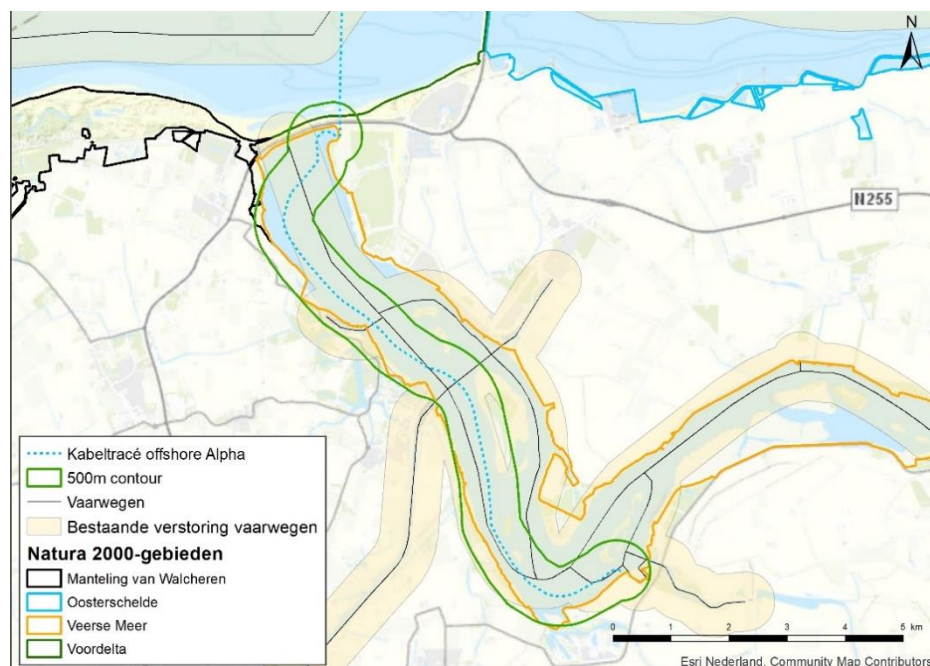 N
N255
Kabeltracé offshore Alpha
500m contour
Vaarwegen
Bestaande verstoring vaarwegen
Natura 2000-gebieden
Manteling van Walcheren
Oosterschelde
Veerse Meer
Voordelta
0 1 2 3 4 5 km
Esri Nederland, Community Map Contributors